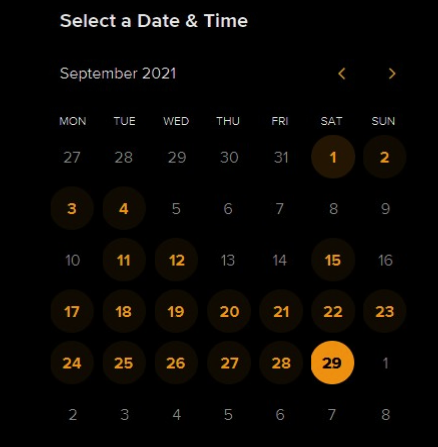 Select a Date & Time
September 2021
MON TUE WED THU FRI SAT SUN
27 28 29 30 31 1 2
3 4 5 6 7 8 9
10 11 12 13 14 15 16
17 18 19 20 21 22 23
24 25 26 27 28 29 1
2 3 4 5 6 7 8